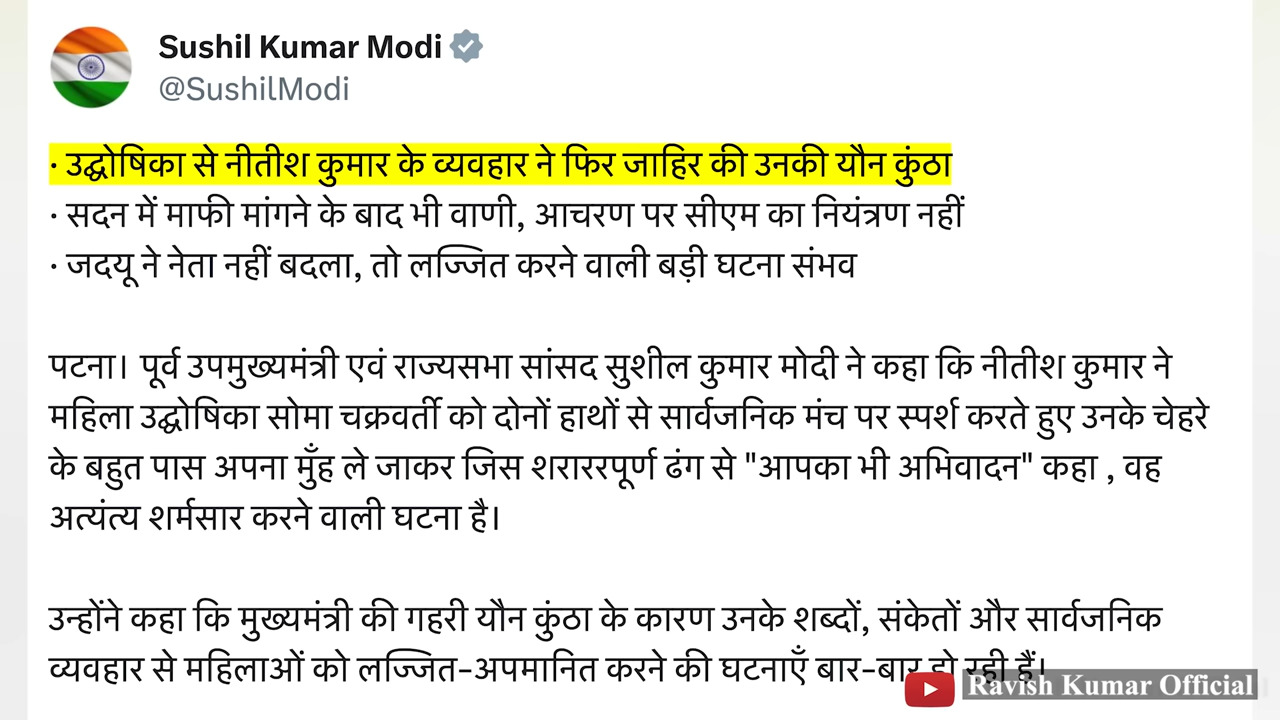 Sushil Kumar Modi
@SushilModi
· उद्घोषिका से नीतीश कुमार के व्यवहार ने फिर जाहिर की उनकी यौन कुंठा
· सदन में माफी मांगने के बाद भी वाणी, आचरण पर सीएम का नियंत्रण नहीं
· जदयू ने नेता नहीं बदला, तो लज्जित करने वाली बड़ी घटना संभव
पटना। पूर्व उपमुख्यमंत्री एवं राज्यसभा सांसद सुशील कुमार मोदी ने कहा कि नीतीश कुमार ने
महिला उद्घोषिका सोमा चक्रवर्ती को दोनों हाथों से सार्वजनिक मंच पर स्पर्श करते हुए उनके चेहरे
के बहुत पास अपना मुँह ले जाकर जिस शराररपूर्ण ढंग से "आपका भी अभिवादन" कहा , वह
अत्यंत्य शर्मसार करने वाली घटना है।
उन्होंने कहा कि मुख्यमंत्री की गहरी यौन कुंठा के कारण उनके शब्दों, संकेतों और सार्वजनिक
व्यवहार से महिलाओं को लज्जित-अपमानित करने की घटनाएँ बार-बार हो रही हैं।
Ravish Kumar Official